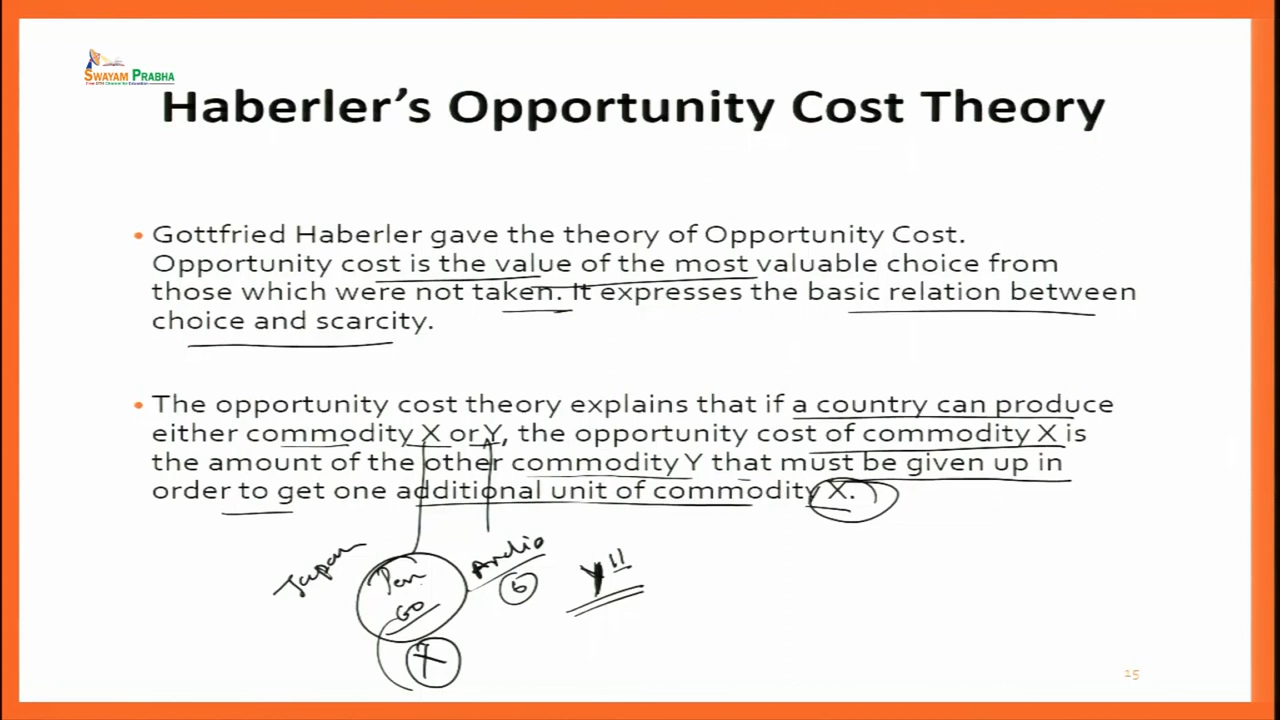 SWAYAM PRABHA
Haberler's Opportunity Cost Theory
• Gottfried Haberler gave the theory of Opportunity Cost.
Opportunity cost is the value of the most valuable choice from
those which were not taken. It expresses the basic relation between
choice and scarcity.
• The opportunity cost theory explains that if a country can produce
either commodity X or Y, the opportunity cost of commodity X is
the amount of the other commodity Y that must be given up in
order to get one additional unit of commodity X.
Japan
Pen
60
6
Y"
15